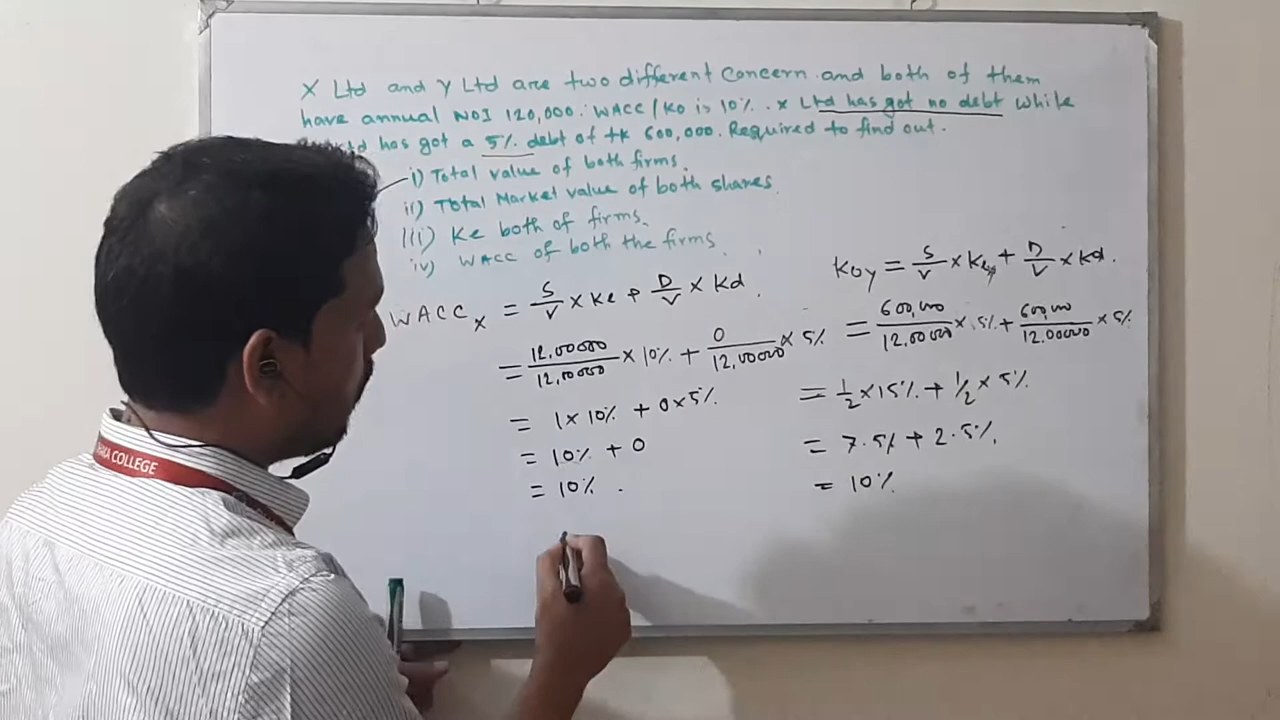 X Ltd and Y Ltd are two different concern and both of them
have annual NOI 120,000. WACC/Ko is 10%. X Ltd has got no debt while
has got a 5% debt of tk 600,000. Required to find out.
i) Total value of both firms.
ii) Total Market value of both shares
iii) Ke both of firms.
iv) WACC of both the firms
WACCx = S/V × Ke + D/V × Kd
= 12,00000/12,00000 × 10% + 0/12,00000 × 5%
= 1×10% + 0×5%
= 10% + 0
= 10%.
Koy = S/V × Key + D/V × Kd.
= 600,000/12,00000 × 15% + 600,000/12,00000 × 5%
= 1/2 × 15% + 1/2 × 5%
= 7.5% + 2.5%
= 10%
COLLEGE